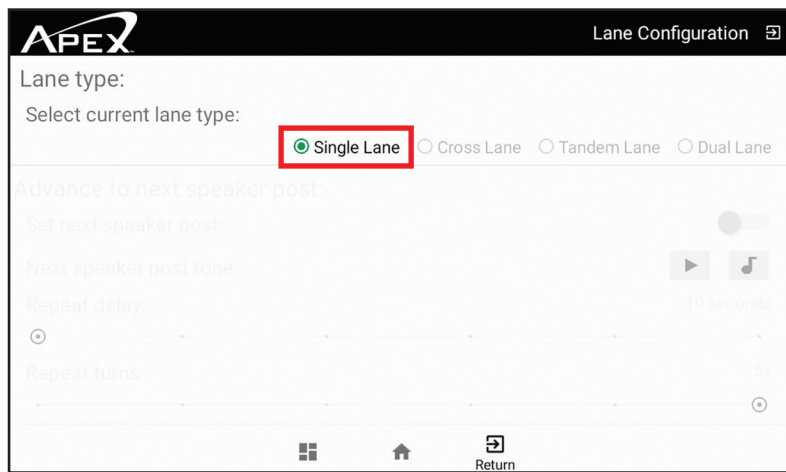 APEX
Lane Configuration
Lane type:
Select current lane type:
Single Lane Cross Lane Tandem Lane Dual Lane
Advance to next speaker post:
Set next speaker post:
Next speaker post tone:
Repeat delay: 10 seconds
Repeat turns: 5x
Return